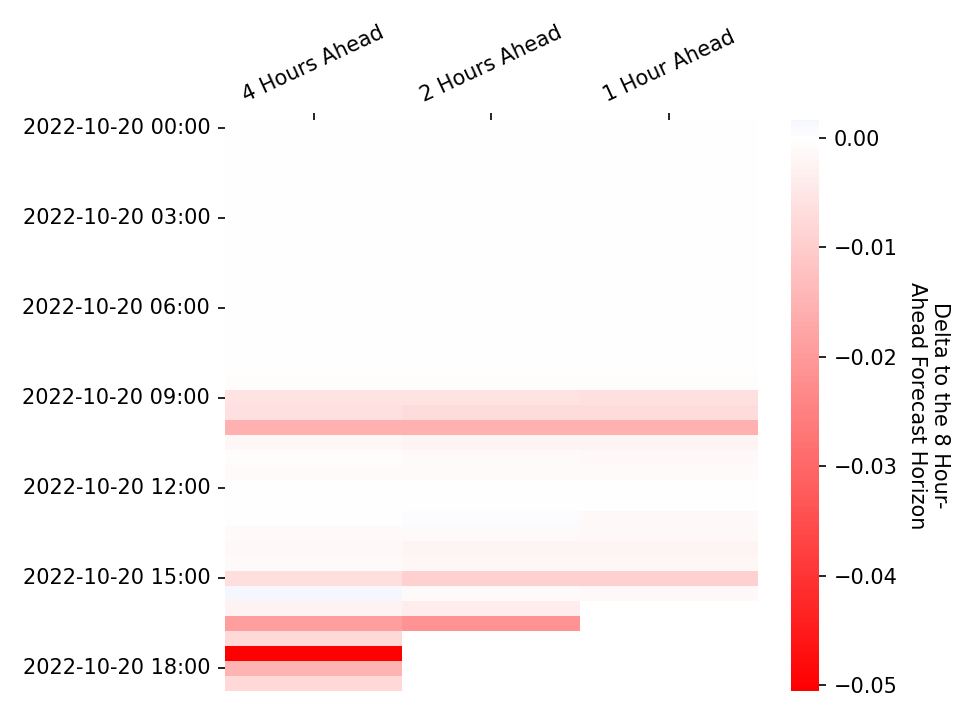 4 Hours Ahead
2 Hours Ahead
1 Hour Ahead
2022-10-20 00:00
2022-10-20 03:00
2022-10-20 06:00
2022-10-20 09:00
2022-10-20 12:00
2022-10-20 15:00
2022-10-20 18:00
0.00
−0.01
−0.02
−0.03
−0.04
−0.05
Delta to the 8 Hour-
Ahead Forecast Horizon